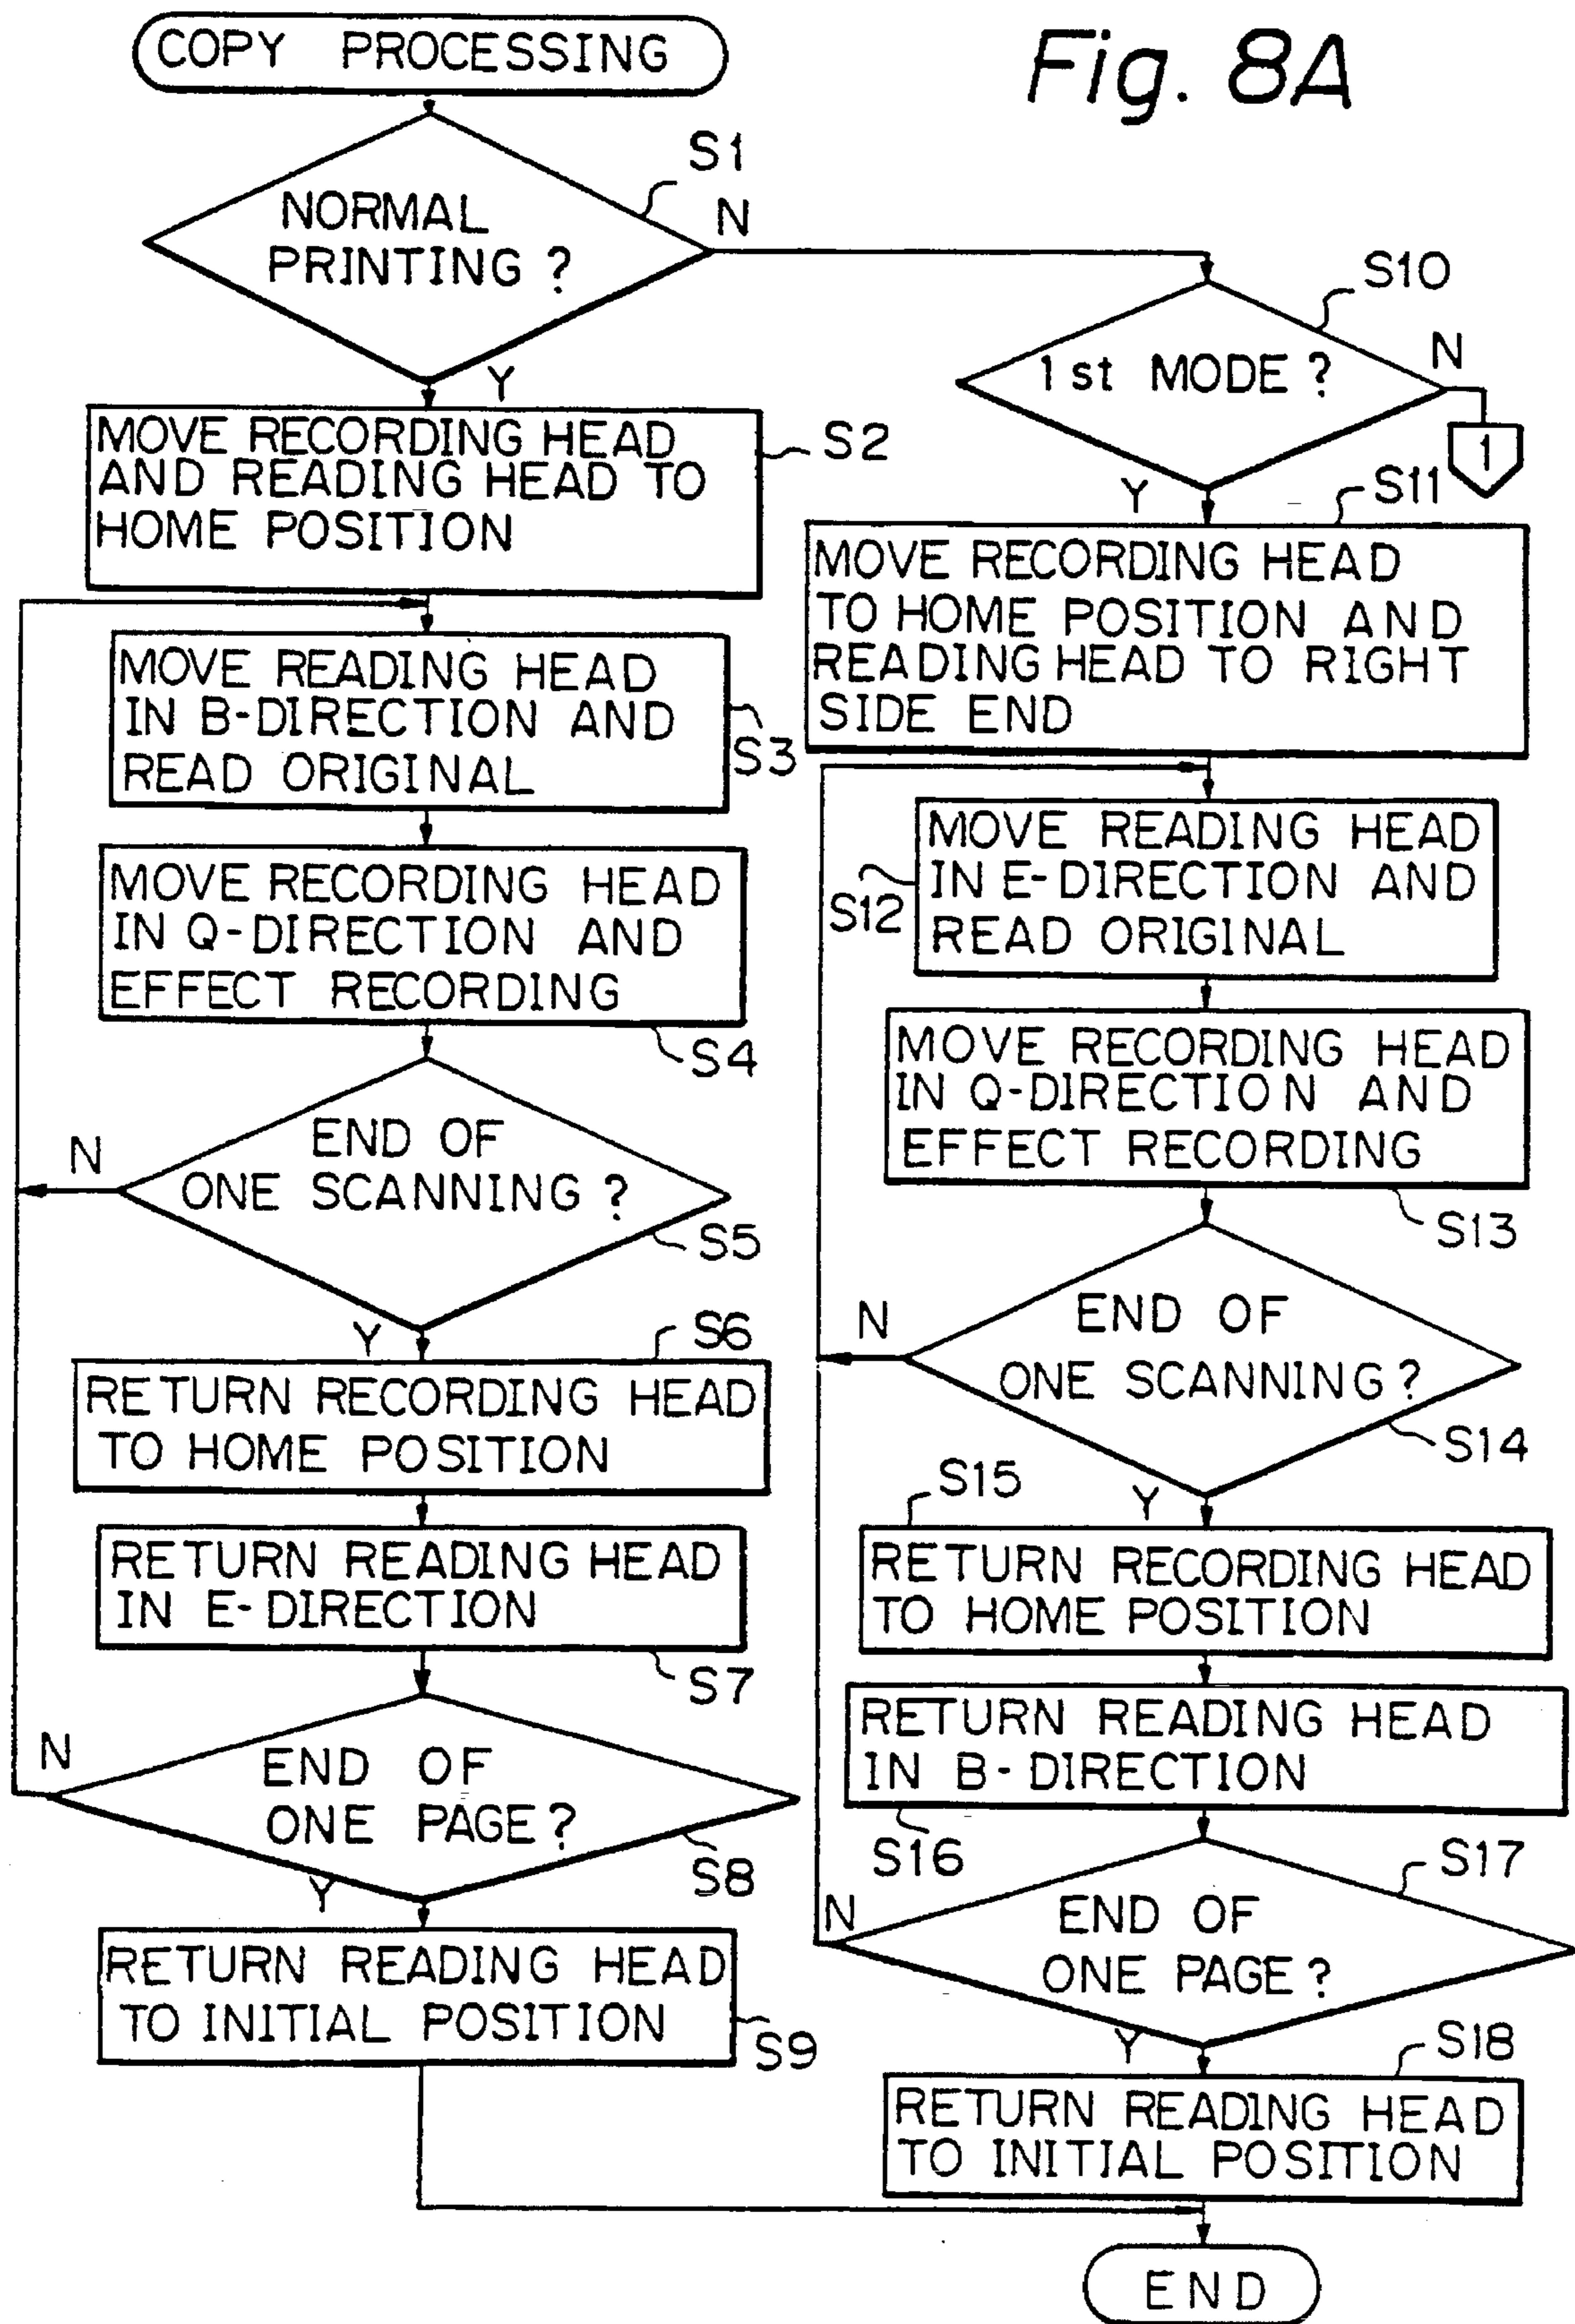 COPY PROCESSING
Fig. 8A
S1
NORMAL
PRINTING ?
N
Y
MOVE RECORDING HEAD
AND READING HEAD TO
HOME POSITION
S2
MOVE READING HEAD
IN B-DIRECTION AND
READ ORIGINAL
S3
MOVE RECORDING HEAD
IN Q-DIRECTION AND
EFFECT RECORDING
S4
END OF
ONE SCANNING ?
N
S5
Y
S6
RETURN RECORDING HEAD
TO HOME POSITION
RETURN READING HEAD
IN E-DIRECTION
S7
N
END OF
ONE PAGE ?
S8
Y
RETURN READING HEAD
TO INITIAL POSITION
S9
S10
1st MODE ?
N
1
Y
S11
MOVE RECORDING HEAD
TO HOME POSITION AND
READING HEAD TO RIGHT
SIDE END
MOVE READING HEAD
IN E-DIRECTION AND
READ ORIGINAL
S12
MOVE RECORDING HEAD
IN Q-DIRECTION AND
EFFECT RECORDING
S13
END OF
ONE SCANNING ?
N
S14
Y
S15
RETURN RECORDING HEAD
TO HOME POSITION
RETURN READING HEAD
IN B-DIRECTION
S16
S17
N
END OF
ONE PAGE ?
Y
S18
RETURN READING HEAD
TO INITIAL POSITION
END